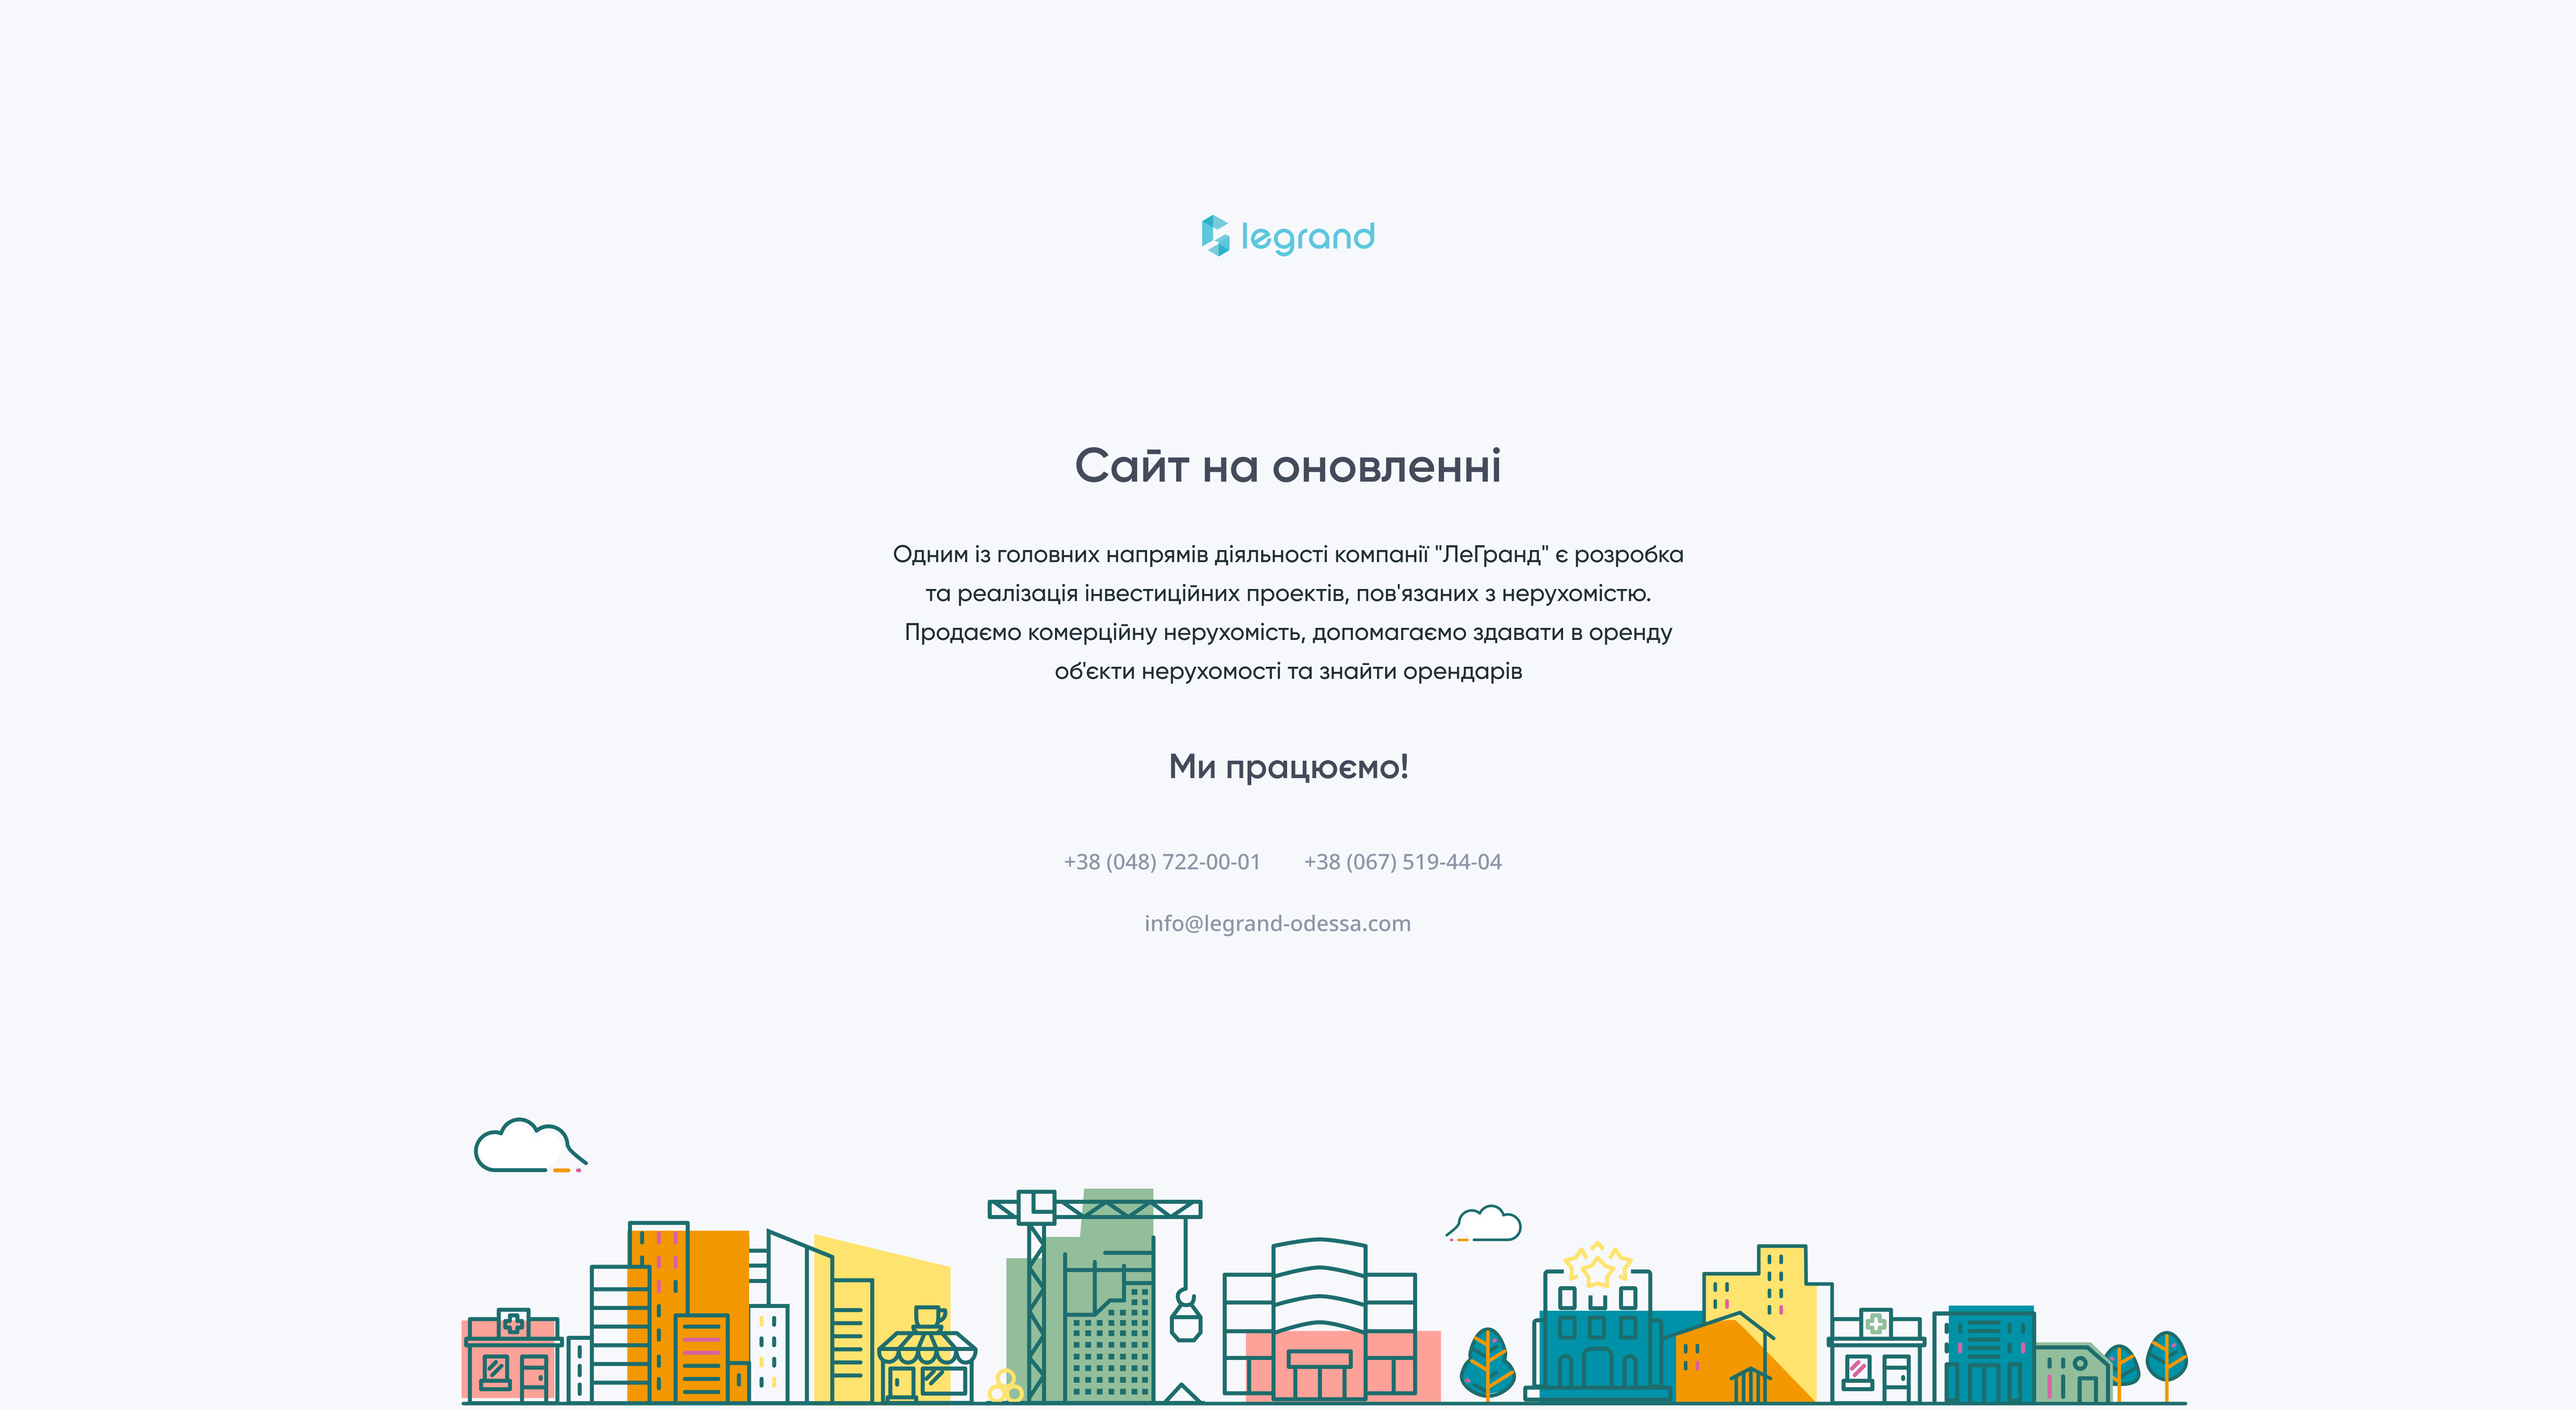 legrand
Сайт на оновленні
Одним із головних напрямів діяльності компанії "ЛеГранд" є розробка
та реалізація інвестиційних проектів, пов'язаних з нерухомістю.
Продаємо комерційну нерухомість, допомагаємо здавати в оренду
об'єкти нерухомості та знайти орендарів
Ми працюємо!
+38 (048) 722-00-01 +38 (067) 519-44-04
info@legrand-odessa.com